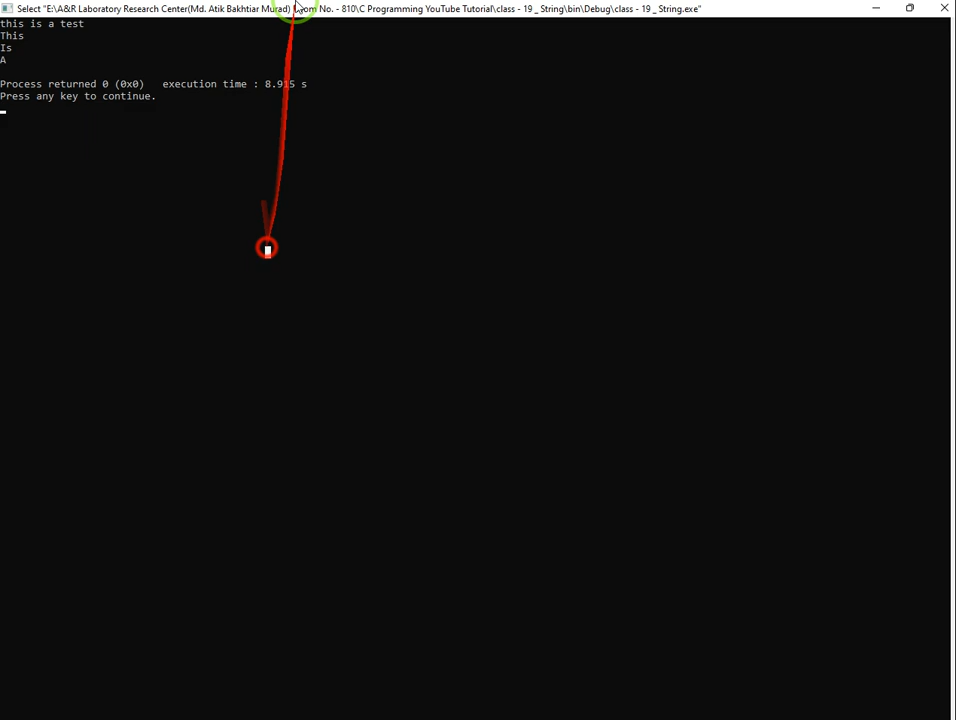 Select "E:\A&R Laboratory Research Center(Md. Atik Bakhtiar Murad) No. - 810\C Programming YouTube Tutorial\class - 19 _ String\bin\Debug\class - 19 _ String.exe"
this is a test
This
Is
A
Process returned 0 (0x0) execution time : 8.915 s
Press any key to continue.